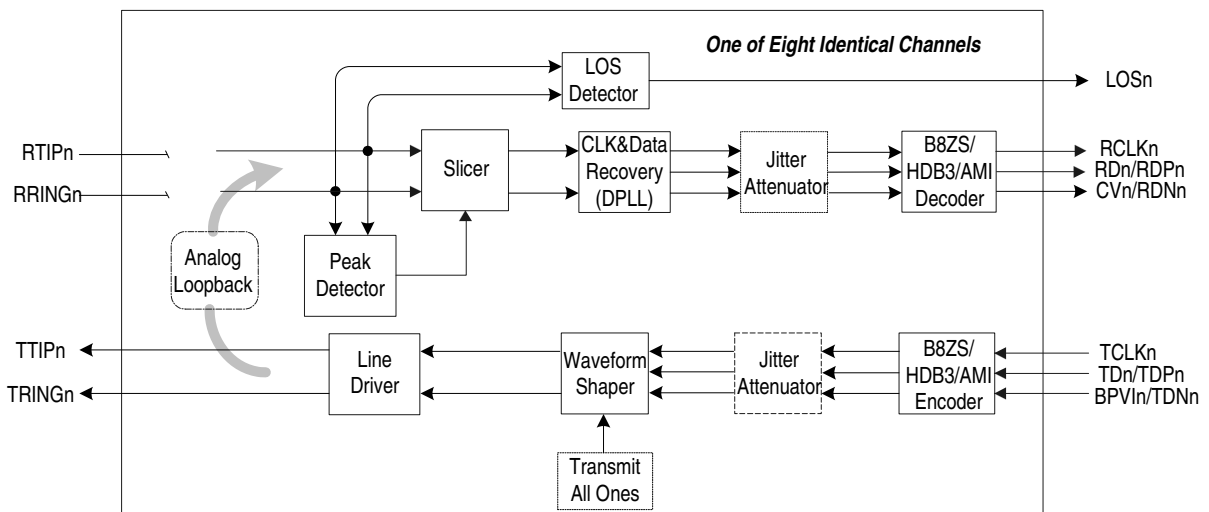 One of Eight Identical Channels
LOS
Detector
LOSn
RTIPn
RRINGn
Slicer
CLK&Data
Recovery
(DPLL)
Jitter
Attenuator
B8ZS/
HDB3/AMI
Decoder
RCLKn
RDn/RDPn
CVn/RDNn
Analog
Loopback
Peak
Detector
TTIPn
TRINGn
Line
Driver
Waveform
Shaper
Jitter
Attenuator
B8ZS/
HDB3/AMI
Encoder
TCLKn
TDn/TDPn
BPVIn/TDNn
Transmit
All Ones